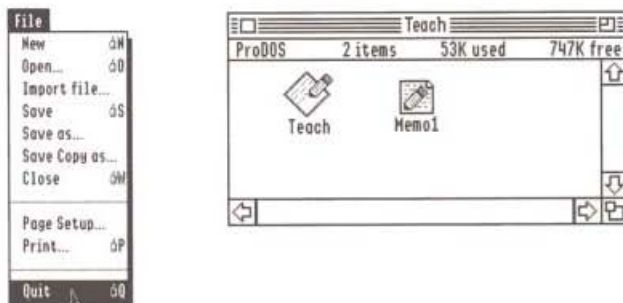 File
New ⌘N
Open... ⌘O
Import file...
Save ⌘S
Save as...
Save Copy as...
Close ⌘W
Page Setup...
Print... ⌘P
Quit ⌘Q
Teach
ProDOS 2 items 53K used 747K free
Teach Memo1